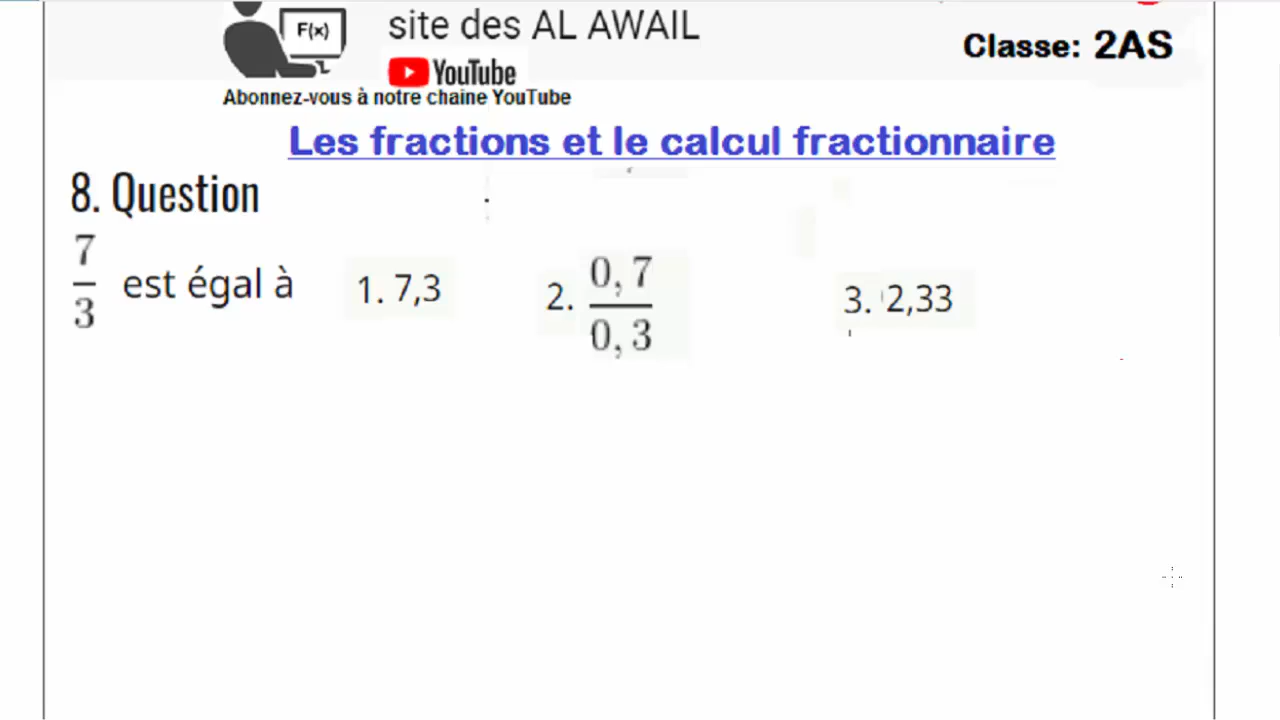 F(x)
site des AL AWAIL
Classe: 2AS
YouTube
Abonnez-vous à notre chaine YouTube
Les fractions et le calcul fractionnaire
8. Question
7/3 est égal à 1. 7,3 2. 0,7/0,3 3. 2,33